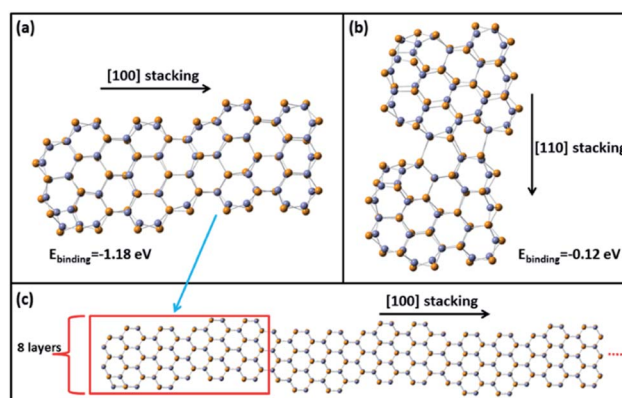 (a)
[100] stacking
E_binding=-1.18 eV
(b)
[110] stacking
E_binding=-0.12 eV
(c)
[100] stacking
8 layers